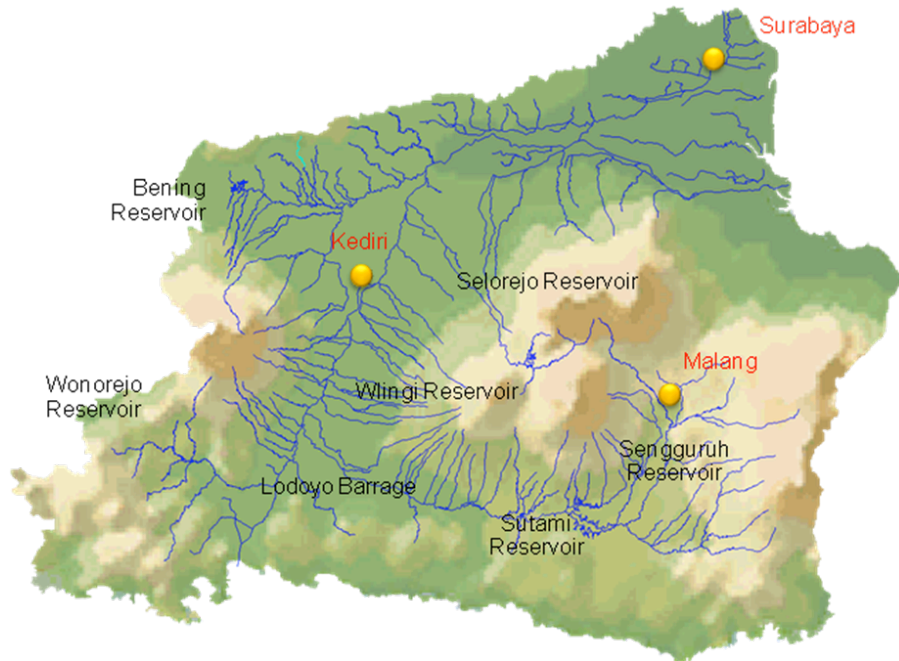 Surabaya
Bening
Reservoir
Kediri
Selorejo Reservoir
Malang
Wonorejo
Reservoir
Wlingi Reservoir
Sengguruh
Reservoir
Lodoyo Barrage
Sutami
Reservoir